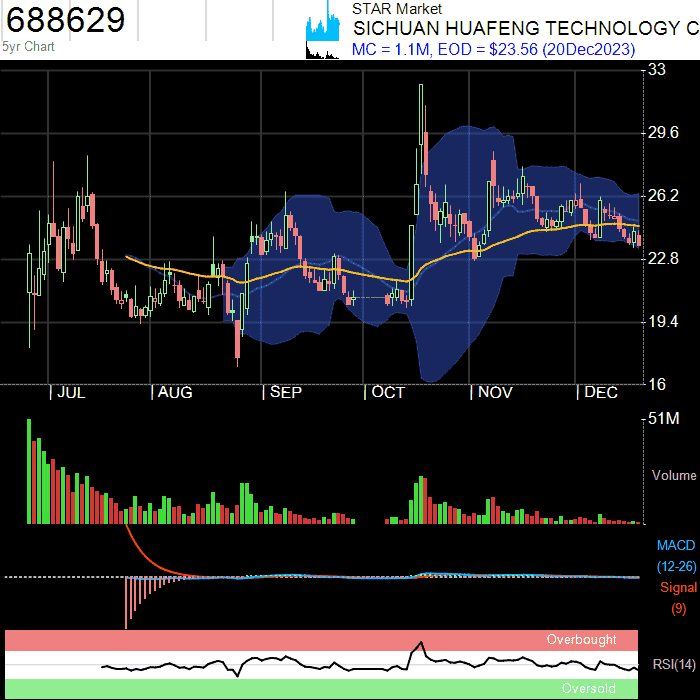 688629
5yr Chart
STAR Market
SICHUAN HUAFENG TECHNOLOGY C
MC = 1.1M, EOD = $23.56 (20Dec2023)
33
29.6
26.2
22.8
19.4
16
JUL
AUG
SEP
OCT
NOV
DEC
51M
Volume
MACD
(12-26)
Signal
(9)
Overbought
RSI(14)
Oversold